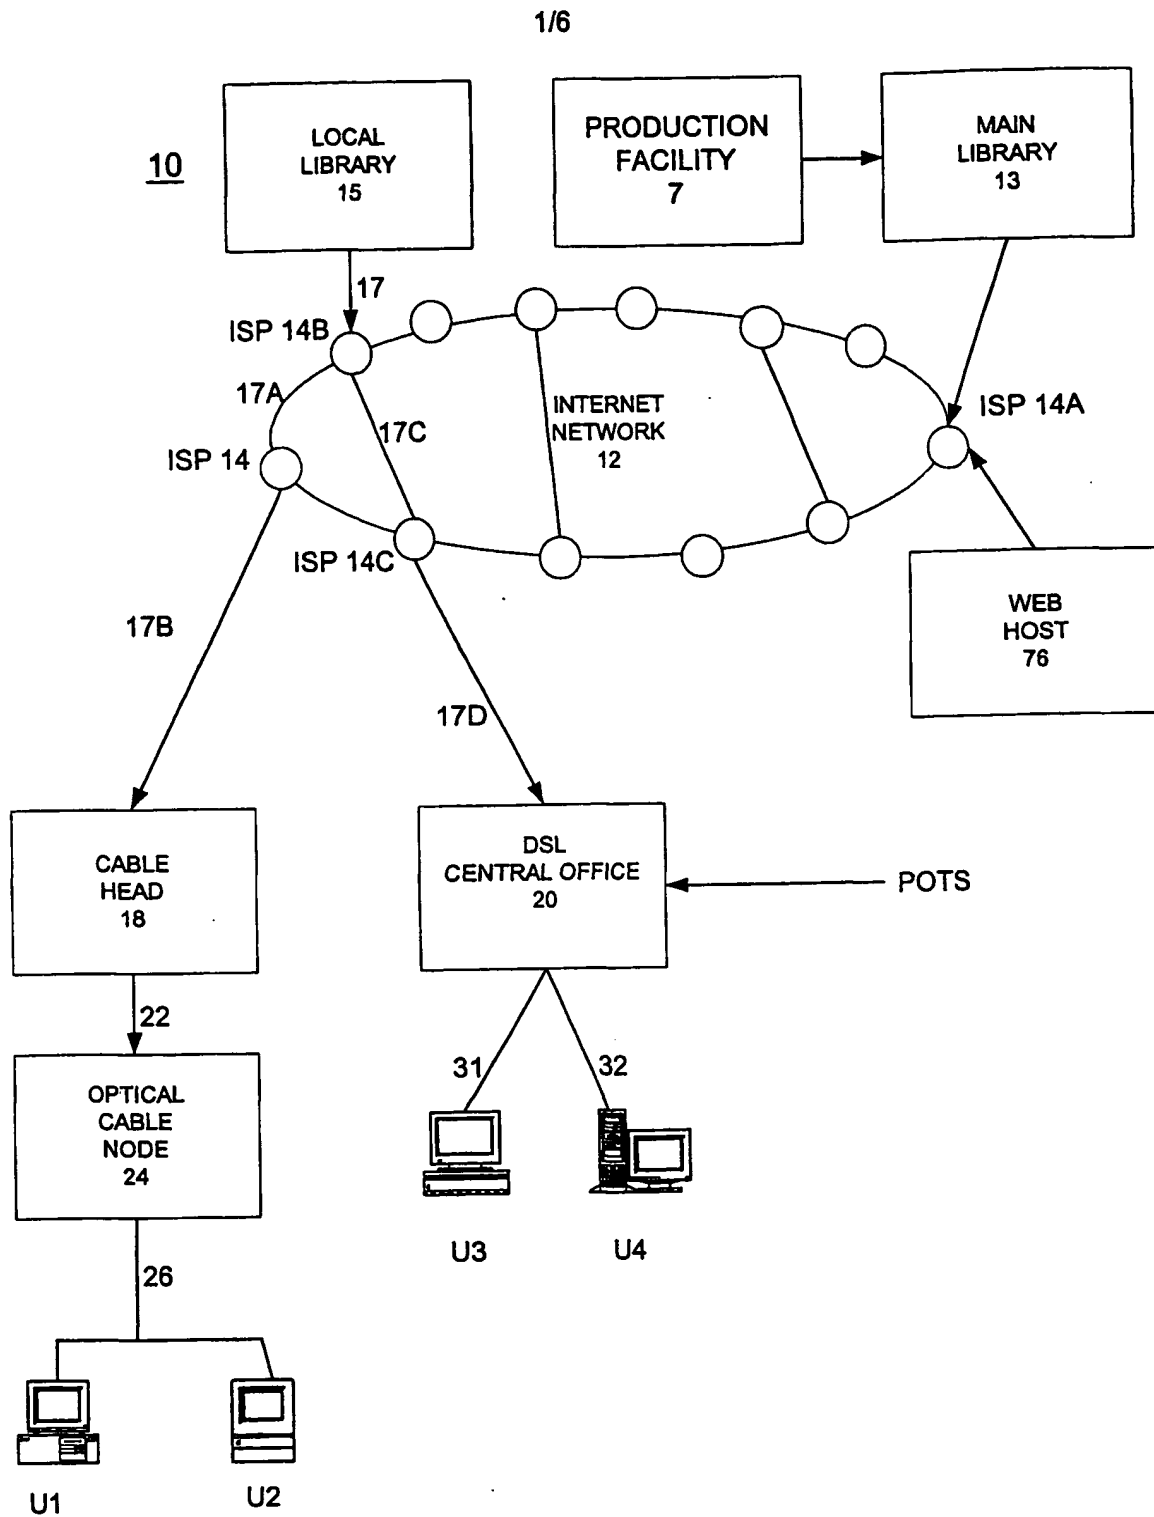 1/6
10
LOCAL
LIBRARY
15
PRODUCTION
FACILITY
7
MAIN
LIBRARY
13
17
ISP 14B
17A
17C
ISP 14
INTERNET
NETWORK
12
ISP 14A
ISP 14C
17B
17D
WEB
HOST
76
CABLE
HEAD
18
DSL
CENTRAL OFFICE
20
POTS
22
OPTICAL
CABLE
NODE
24
31
32
U3
U4
26
U1
U2